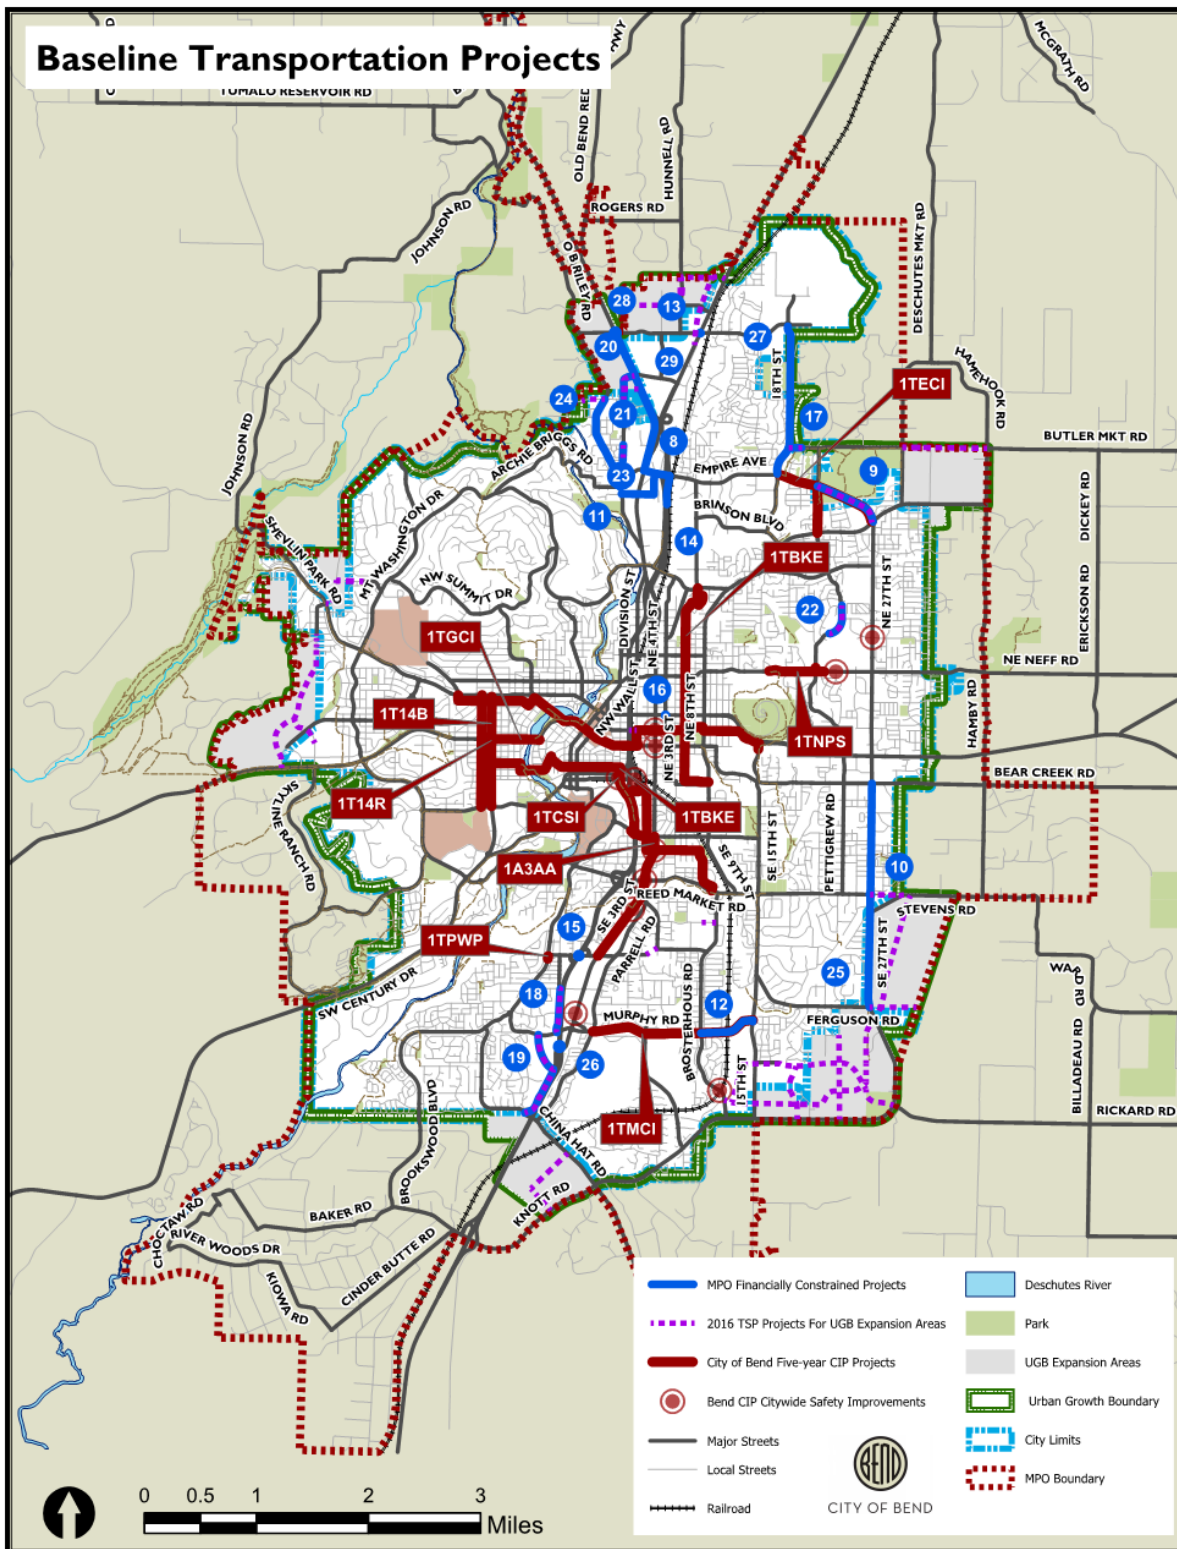 Baseline Transportation Projects
TUMALO RESERVOIR RD
OLD BEND RED
HWY
HUNNELL RD
MCGRATH RD
ROGERS RD
JOHNSON RD
O B RILEY RD
DESCHUTES MKT RD
28
13
20
27
29
18TH ST
HAMEHOOK RD
1TECI
24
21
17
BUTLER MKT RD
8
ARCHIE BRIGGS RD
EMPIRE AVE
9
JOHNSON RD
23
MT WASHINGTON DR
11
BRINSON BLVD
DICKEY RD
SHEVLIN PARK RD
14
1TBKE
NW SUMMIT DR
DIVISION ST
NE 4TH ST
22
NE 27TH ST
ERICKSON RD
1TGCI
NE NEFF RD
NW WALL ST
16
NE 8TH ST
HAMBY RD
1T14B
NE 3RD ST
1TNPS
BEAR CREEK RD
SKYLINE RANCH RD
1T14R
1TCSI
1TBKE
PETTIGREW RD
SE 15TH ST
1A3AA
SE 9TH ST
10
REED MARKET RD
SE 3RD ST
STEVENS RD
1TPWP
15
PARRELL RD
SE 27TH ST
SW CENTURY DR
25
18
12
BROSTERHOUS RD
MURPHY RD
FERGUSON RD
19
26
BILLADEAU RD
15TH ST
RICKARD RD
BROOKSWOOD BLVD
CHINA HAT RD
1TMCI
KNOTT RD
CHOCTAW RD
BAKER RD
RIVER WOODS DR
CINDER BUTTE RD
KIOWA RD
MPO Financially Constrained Projects
2016 TSP Projects For UGB Expansion Areas
City of Bend Five-year CIP Projects
Bend CIP Citywide Safety Improvements
Major Streets
Local Streets
Railroad
Deschutes River
Park
UGB Expansion Areas
Urban Growth Boundary
City Limits
MPO Boundary
BEND
CITY OF BEND
0 0.5 1 2 3
Miles